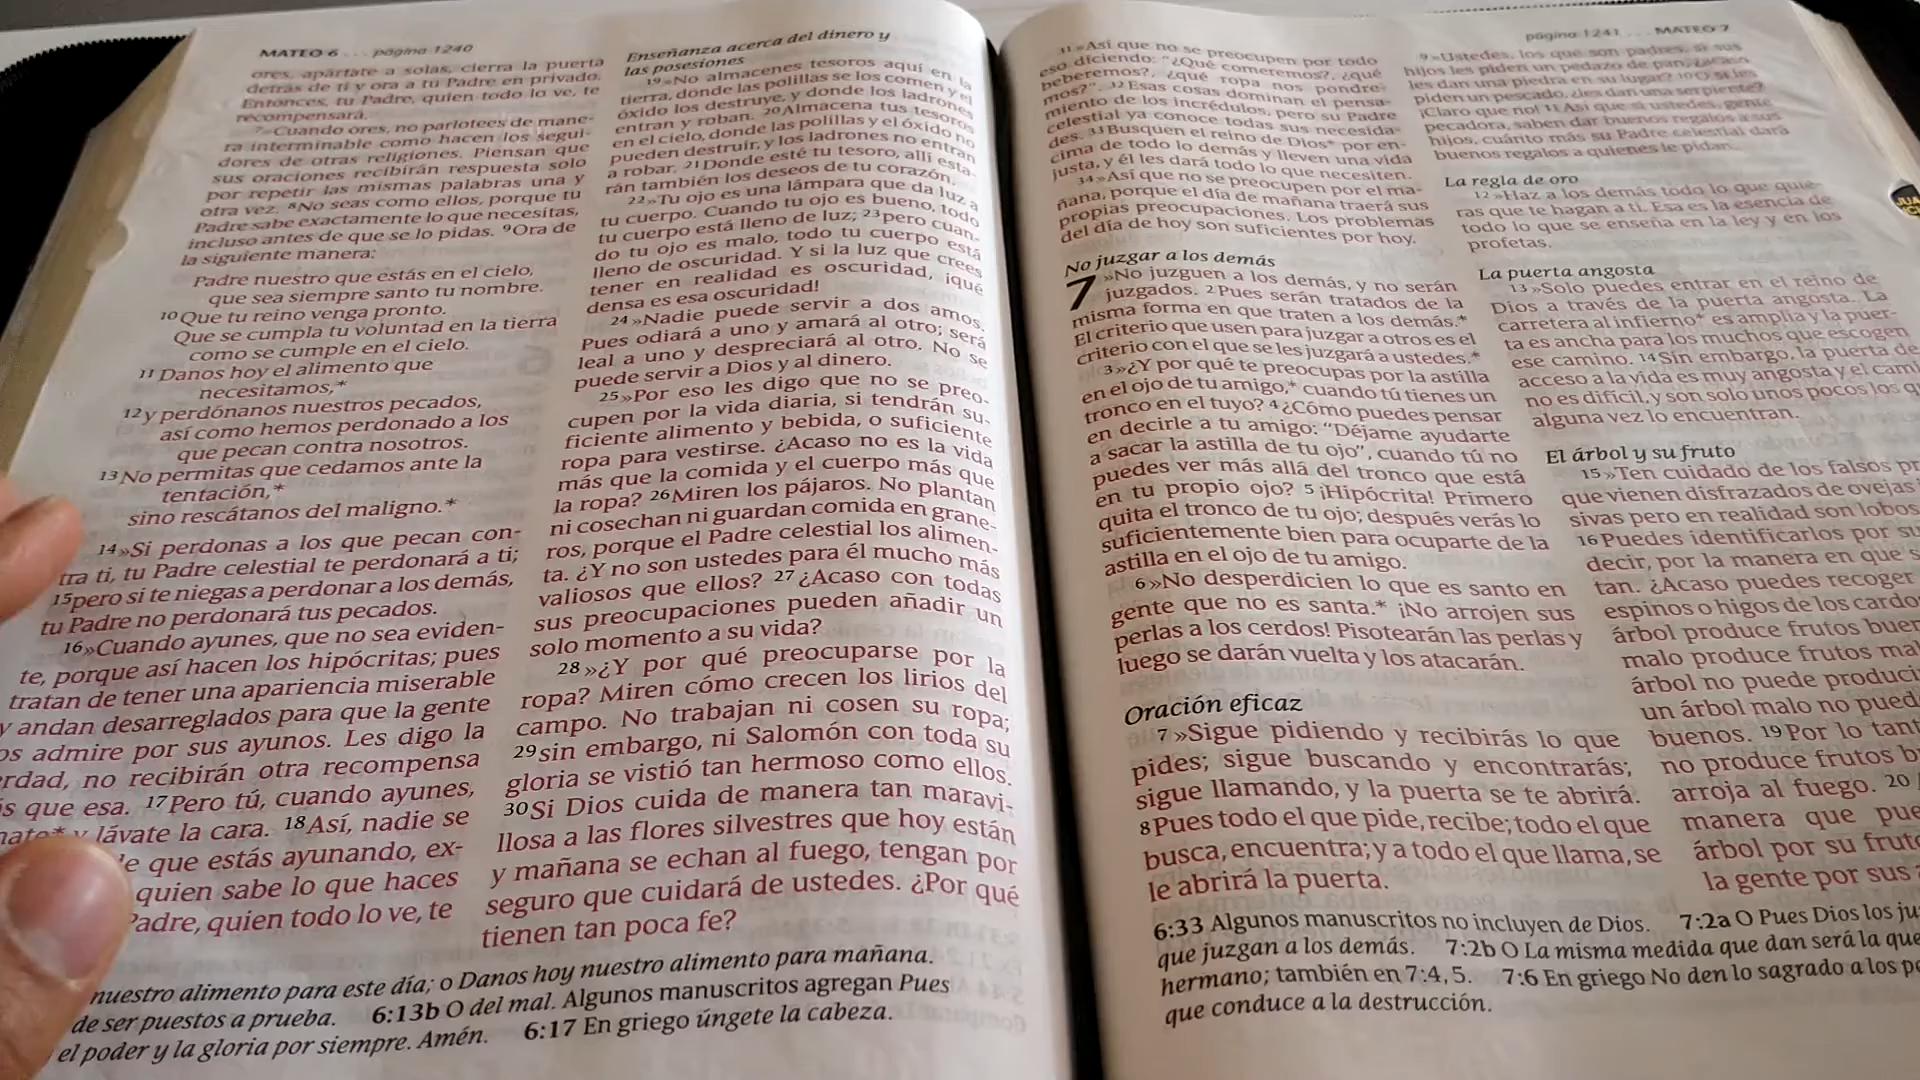 MATEO 6 . . . página 1240
ores, apártate a solas, cierra la puerta
detrás de ti y ora a tu Padre en privado.
Entonces, tu Padre, quien todo lo ve, te
recompensará.
7»Cuando ores, no parlotees de mane-
ra interminable como hacen los segui-
dores de otras religiones. Piensan que
sus oraciones recibirán respuesta solo
por repetir las mismas palabras una y
otra vez. 8No seas como ellos, porque tu
Padre sabe exactamente lo que necesitas,
incluso antes de que se lo pidas. 9Ora de
la siguiente manera:
Padre nuestro que estás en el cielo,
que sea siempre santo tu nombre.
10Que tu reino venga pronto.
Que se cumpla tu voluntad en la tierra
como se cumple en el cielo.
11Danos hoy el alimento que
necesitamos,*
12y perdónanos nuestros pecados,
así como hemos perdonado a los
que pecan contra nosotros.
13No permitas que cedamos ante la
tentación,*
sino rescátanos del maligno.*
14»Si perdonas a los que pecan con-
tra ti, tu Padre celestial te perdonará a ti;
15pero si te niegas a perdonar a los demás,
tu Padre no perdonará tus pecados.
16»Cuando ayunes, que no sea eviden-
te, porque así hacen los hipócritas; pues
tratan de tener una apariencia miserable
y andan desarreglados para que la gente
os admire por sus ayunos. Les digo la
rdad, no recibirán otra recompensa
s que esa. 17Pero tú, cuando ayunes,
lávate la cara. 18Así, nadie se
que estás ayunando, ex-
quien sabe lo que haces
Padre, quien todo lo ve, te
Enseñanza acerca del dinero y
las posesiones
19»No almacenes tesoros aquí en la
tierra, donde las polillas se los comen y el
óxido los destruye, y donde los ladrones
entran y roban. 20Almacena tus tesoros
en el cielo, donde las polillas y el óxido no
pueden destruir, y los ladrones no entran
a robar. 21Donde esté tu tesoro, allí esta-
rán también los deseos de tu corazón.
22»Tu ojo es una lámpara que da luz a
tu cuerpo. Cuando tu ojo es bueno, todo
tu cuerpo está lleno de luz; 23pero cuan-
do tu ojo es malo, todo tu cuerpo está
lleno de oscuridad. Y si la luz que crees
tener en realidad es oscuridad, ¡qué
densa es esa oscuridad!
24»Nadie puede servir a dos amos.
Pues odiará a uno y amará al otro; será
leal a uno y despreciará al otro. No se
puede servir a Dios y al dinero.
25»Por eso les digo que no se preo-
cupen por la vida diaria, si tendrán su-
ficiente alimento y bebida, o suficiente
ropa para vestirse. ¿Acaso no es la vida
más que la comida y el cuerpo más que
la ropa? 26Miren los pájaros. No plantan
ni cosechan ni guardan comida en grane-
ros, porque el Padre celestial los alimen-
ta. ¿Y no son ustedes para él mucho más
valiosos que ellos? 27¿Acaso con todas
sus preocupaciones pueden añadir un
solo momento a su vida?
28»¿Y por qué preocuparse por la
ropa? Miren cómo crecen los lirios del
campo. No trabajan ni cosen su ropa;
29sin embargo, ni Salomón con toda su
gloria se vistió tan hermoso como ellos.
30Si Dios cuida de manera tan maravi-
llosa a las flores silvestres que hoy están
y mañana se echan al fuego, tengan por
seguro que cuidará de ustedes. ¿Por qué
tienen tan poca fe?
nuestro alimento para este día; o Danos hoy nuestro alimento para mañana.
de ser puestos a prueba. 6:13b O del mal. Algunos manuscritos agregan Pues
el poder y la gloria por siempre. Amén. 6:17 En griego úngete la cabeza.
página 1241 . . . MATEO 7
31»Así que no se preocupen por todo
eso diciendo: “¿Qué comeremos?, ¿qué
beberemos?, ¿qué ropa nos pondre-
mos?”. 32Esas cosas dominan el pensa-
miento de los incrédulos, pero su Padre
celestial ya conoce todas sus necesida-
des. 33Busquen el reino de Dios* por en-
cima de todo lo demás y lleven una vida
justa, y él les dará todo lo que necesiten.
34»Así que no se preocupen por el ma-
ñana, porque el día de mañana traerá sus
propias preocupaciones. Los problemas
del día de hoy son suficientes por hoy.
No juzgar a los demás
7 »No juzguen a los demás, y no serán
juzgados. 2Pues serán tratados de la
misma forma en que traten a los demás.*
El criterio que usen para juzgar a otros es el
criterio con el que se les juzgará a ustedes.*
3»¿Y por qué te preocupas por la astilla
en el ojo de tu amigo,* cuando tú tienes un
tronco en el tuyo? 4¿Cómo puedes pensar
en decirle a tu amigo: “Déjame ayudarte
a sacar la astilla de tu ojo”, cuando tú no
puedes ver más allá del tronco que está
en tu propio ojo? 5¡Hipócrita! Primero
quita el tronco de tu ojo; después verás lo
suficientemente bien para ocuparte de la
astilla en el ojo de tu amigo.
6»No desperdicien lo que es santo en
gente que no es santa.* ¡No arrojen sus
perlas a los cerdos! Pisotearán las perlas y
luego se darán vuelta y los atacarán.
Oración eficaz
7»Sigue pidiendo y recibirás lo que
pides; sigue buscando y encontrarás;
sigue llamando, y la puerta se te abrirá.
8Pues todo el que pide, recibe; todo el que
busca, encuentra; y a todo el que llama, se
le abrirá la puerta.
9»Ustedes, los que son padres, si sus
hijos les piden un pedazo de pan, ¿acaso
les dan una piedra en su lugar? 10O si les
piden un pescado, ¿les dan una serpiente?
¡Claro que no! 11Así que si ustedes, gente
pecadora, saben dar buenos regalos a sus
hijos, cuánto más su Padre celestial dará
buenos regalos a quienes le pidan.
La regla de oro
12»Haz a los demás todo lo que quie-
ras que te hagan a ti. Esa es la esencia de
todo lo que se enseña en la ley y en los
profetas.
La puerta angosta
13»Solo puedes entrar en el reino de
Dios a través de la puerta angosta. La
carretera al infierno* es amplia y la puer-
ta es ancha para los muchos que escogen
ese camino. 14Sin embargo, la puerta de
acceso a la vida es muy angosta y el cami
no es difícil, y son solo unos pocos los q
alguna vez lo encuentran.
El árbol y su fruto
15»Ten cuidado de los falsos pr
que vienen disfrazados de ovejas
sivas pero en realidad son lobos
16Puedes identificarlos por su
decir, por la manera en que s
tan. ¿Acaso puedes recoger
espinos o higos de los cardo
árbol produce frutos buen
malo produce frutos mal
árbol no puede produci
un árbol malo no pued
buenos. 19Por lo tant
no produce frutos b
arroja al fuego. 20
manera que pue
árbol por su frut
la gente por sus
6:33 Algunos manuscritos no incluyen de Dios. 7:2a O Pues Dios los ju
que juzgan a los demás. 7:2b O La misma medida que dan será la que
hermano; también en 7:4, 5. 7:6 En griego No den lo sagrado a los pe
que conduce a la destrucción.